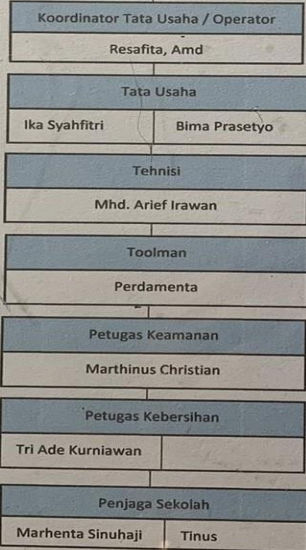 Koordinator Tata Usaha / Operator
Resafita, Amd
Tata Usaha
Ika Syahfitri
Bima Prasetyo
Tehnisi
Mhd. Arief Irawan
Toolman
Perdamenta
Petugas Keamanan
Marthinus Christian
Petugas Kebersihan
Tri Ade Kurniawan
Penjaga Sekolah
Marhenta Sinuhaji
Tinus